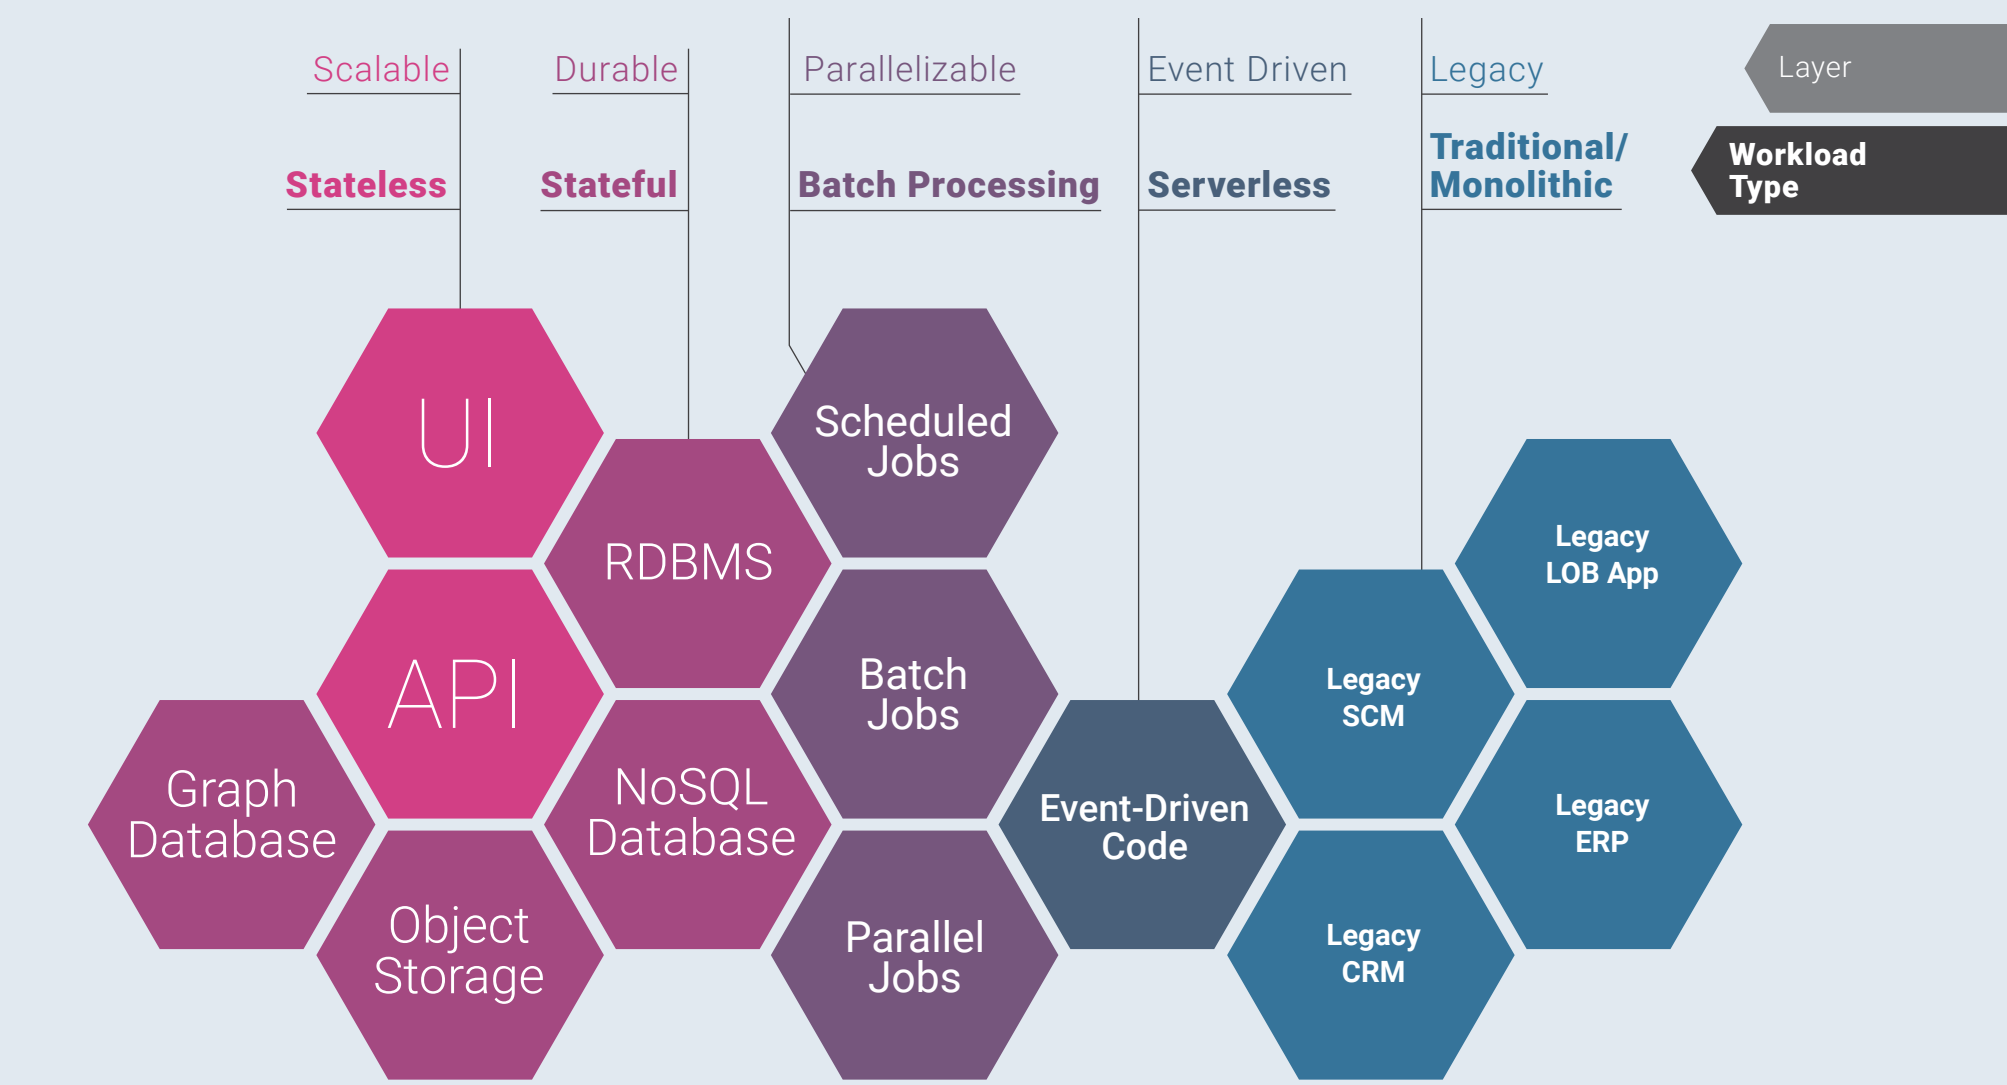 Scalable
Durable
Parallelizable
Event Driven
Legacy
Layer
Stateless
Stateful
Batch Processing
Serverless
Traditional/
Monolithic
Workload
Type
UI
Scheduled
Jobs
RDBMS
Legacy
LOB App
API
Batch
Jobs
Legacy
SCM
Graph
Database
NoSQL
Database
Event-Driven
Code
Legacy
ERP
Object
Storage
Parallel
Jobs
Legacy
CRM